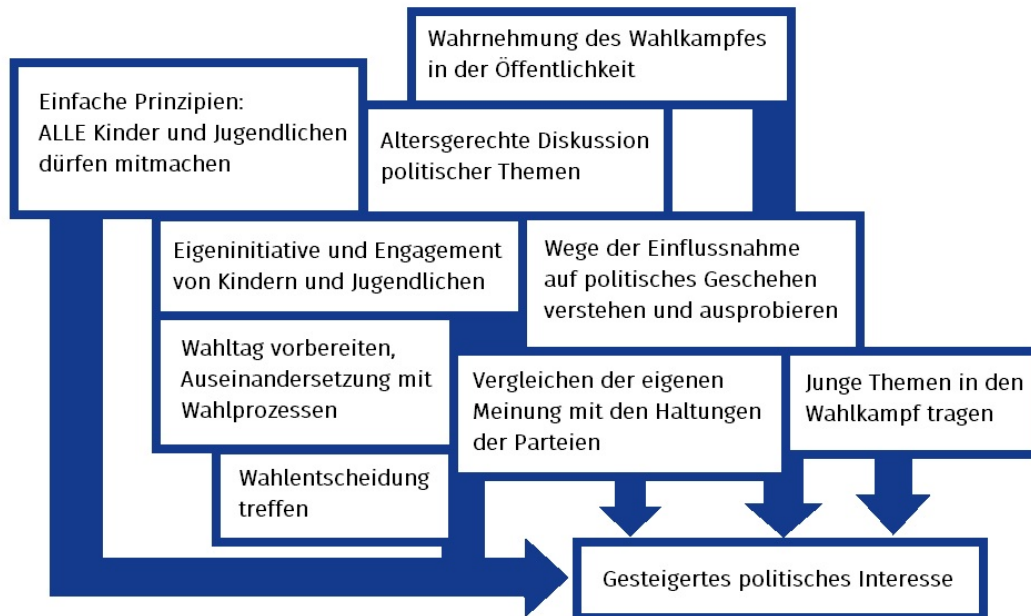 Wahrnehmung des Wahlkampfes
in der Öffentlichkeit
Einfache Prinzipien:
ALLE Kinder und Jugendlichen
dürfen mitmachen
Altersgerechte Diskussion
politischer Themen
Eigeninitiative und Engagement
von Kindern und Jugendlichen
Wege der Einflussnahme
auf politisches Geschehen
verstehen und ausprobieren
Wahltag vorbereiten,
Auseinandersetzung mit
Wahlprozessen
Vergleichen der eigenen
Meinung mit den Haltungen
der Parteien
Junge Themen in den
Wahlkampf tragen
Wahlentscheidung
treffen
Gesteigertes politisches Interesse